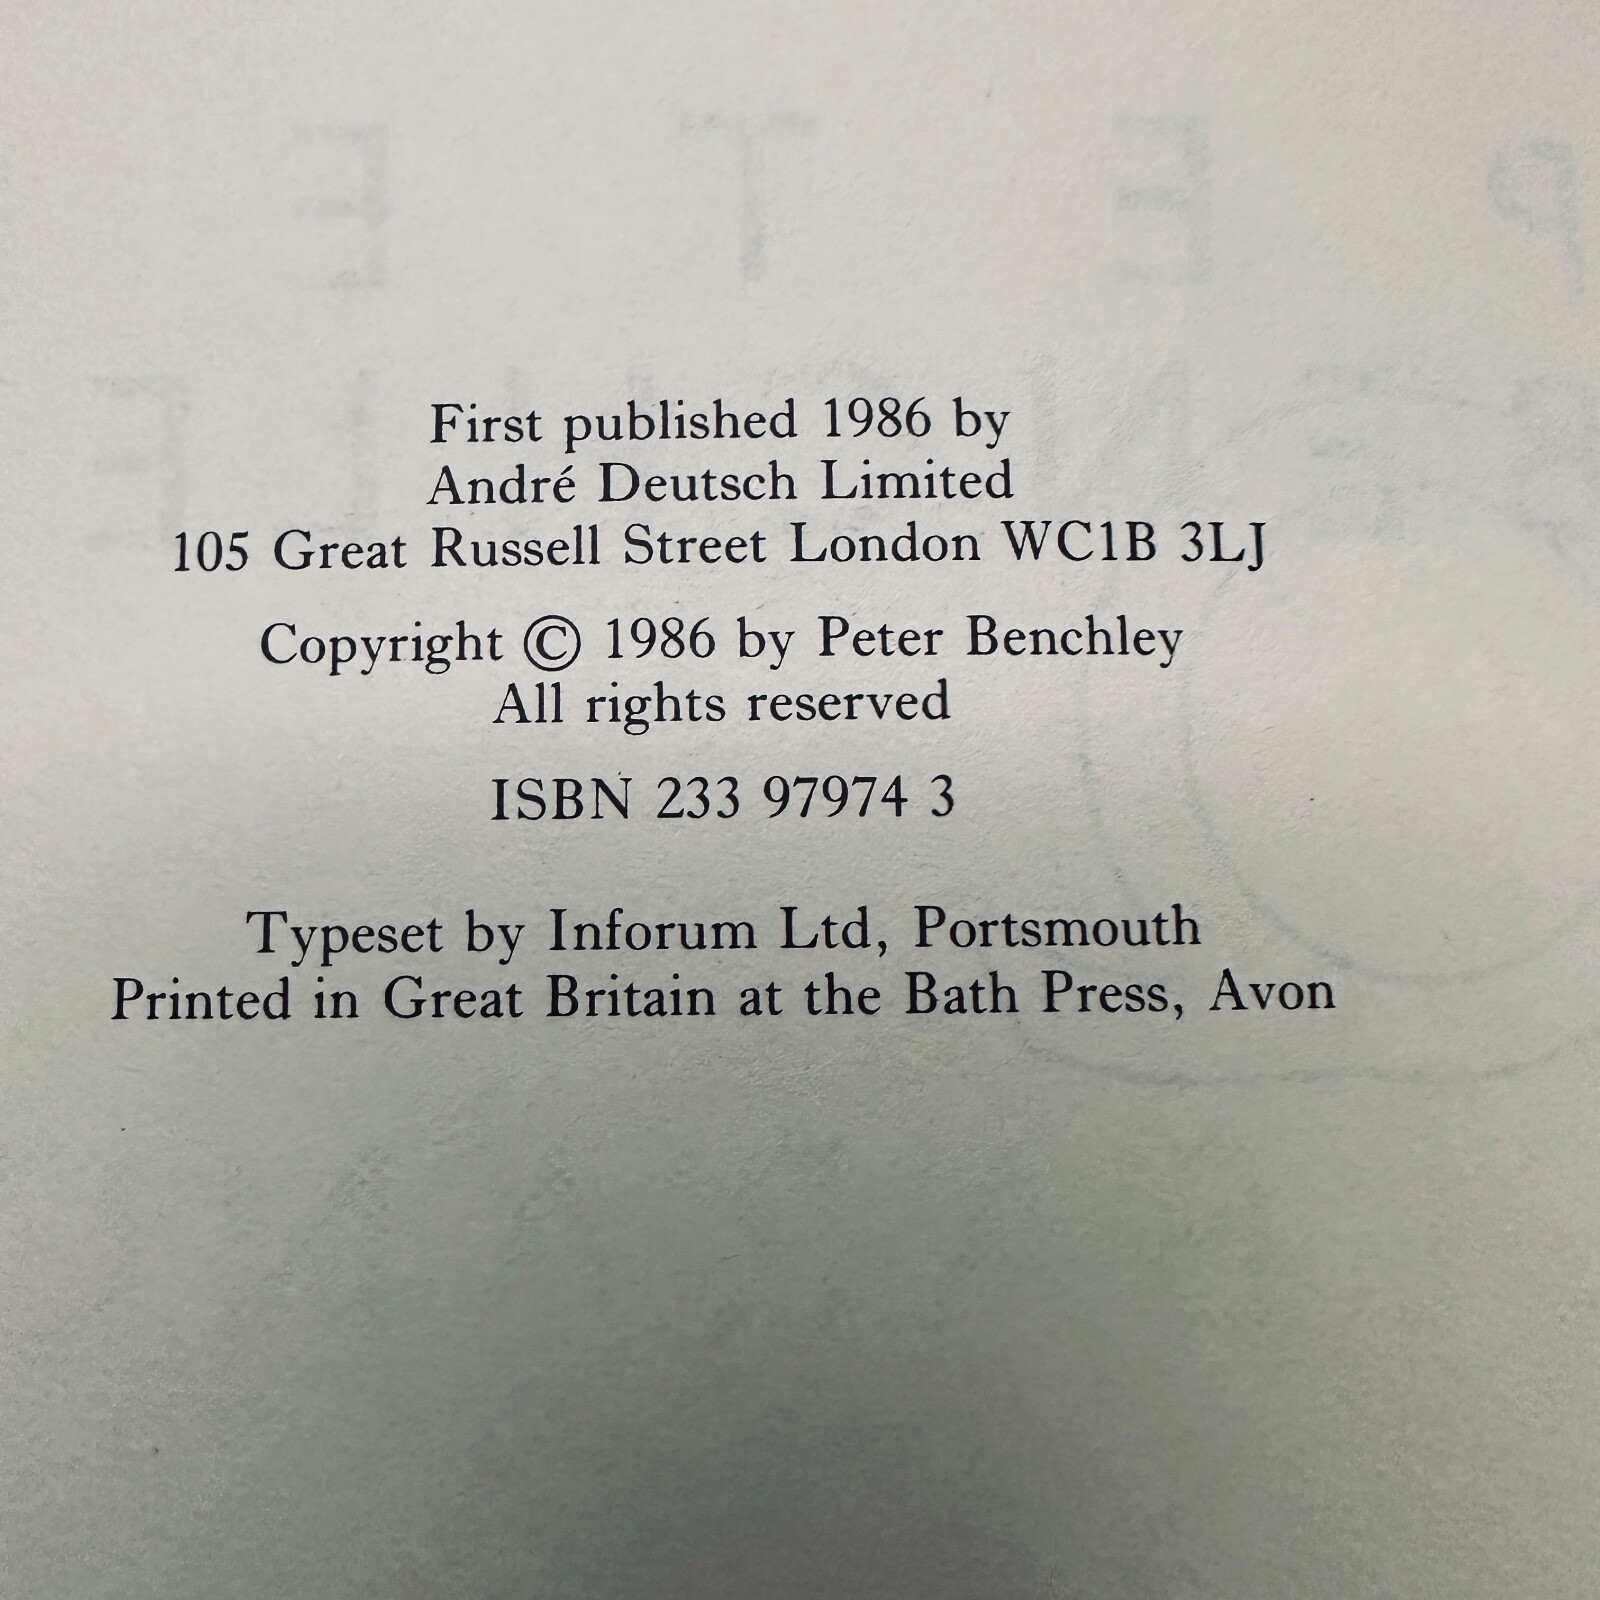 First published 1986 by
André Deutsch Limited
105 Great Russell Street London WC1B 3LJ
Copyright © 1986 by Peter Benchley
All rights reserved
ISBN 233 97974 3
Typeset by Inforum Ltd, Portsmouth
Printed in Great Britain at the Bath Press, Avon